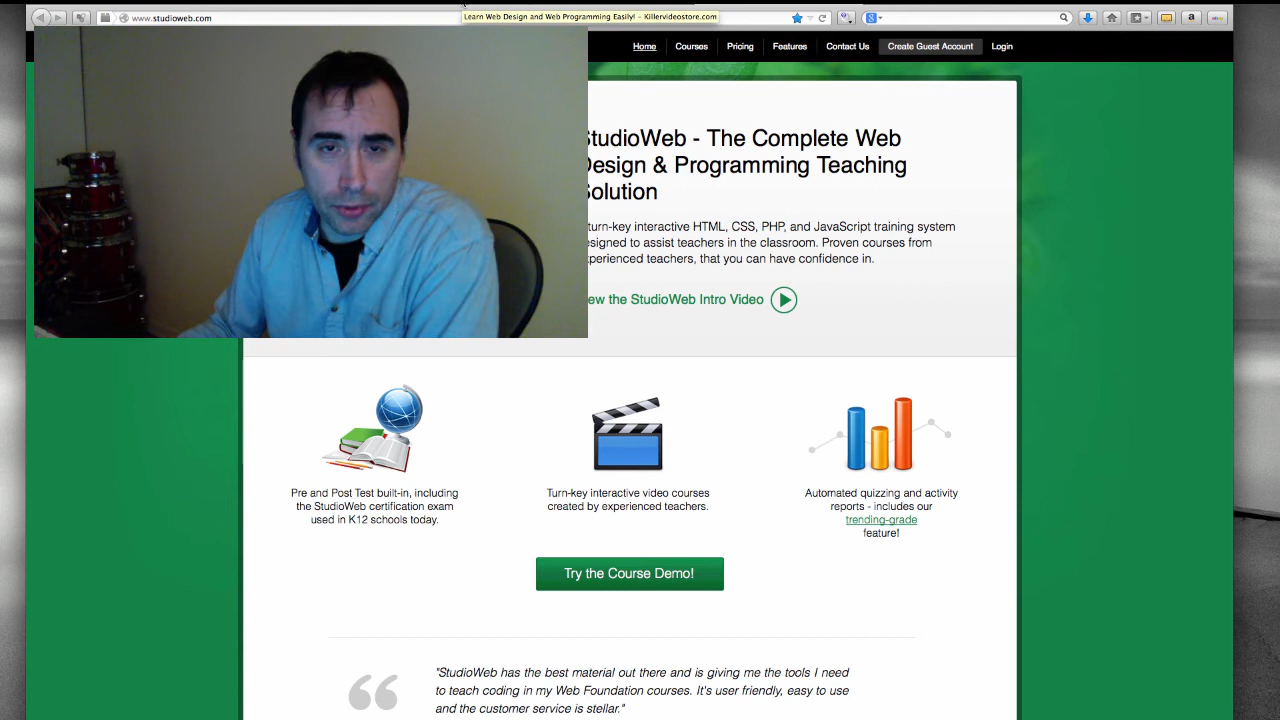 www.studioweb.com
Learn Web Design and Web Programming Easily! – Killervideostore.com
Home Courses Pricing Features Contact Us Create Guest Account Login
StudioWeb - The Complete Web
Design & Programming Teaching
Solution
turn-key interactive HTML, CSS, PHP, and JavaScript training system
designed to assist teachers in the classroom. Proven courses from
experienced teachers, that you can have confidence in.
ew the StudioWeb Intro Video
Pre and Post Test built-in, including
the StudioWeb certification exam
used in K12 schools today.
Turn-key interactive video courses
created by experienced teachers.
Automated quizzing and activity
reports - includes our
trending-grade
feature!
Try the Course Demo!
"StudioWeb has the best material out there and is giving me the tools I need
to teach coding in my Web Foundation courses. It's user friendly, easy to use
and the customer service is stellar."